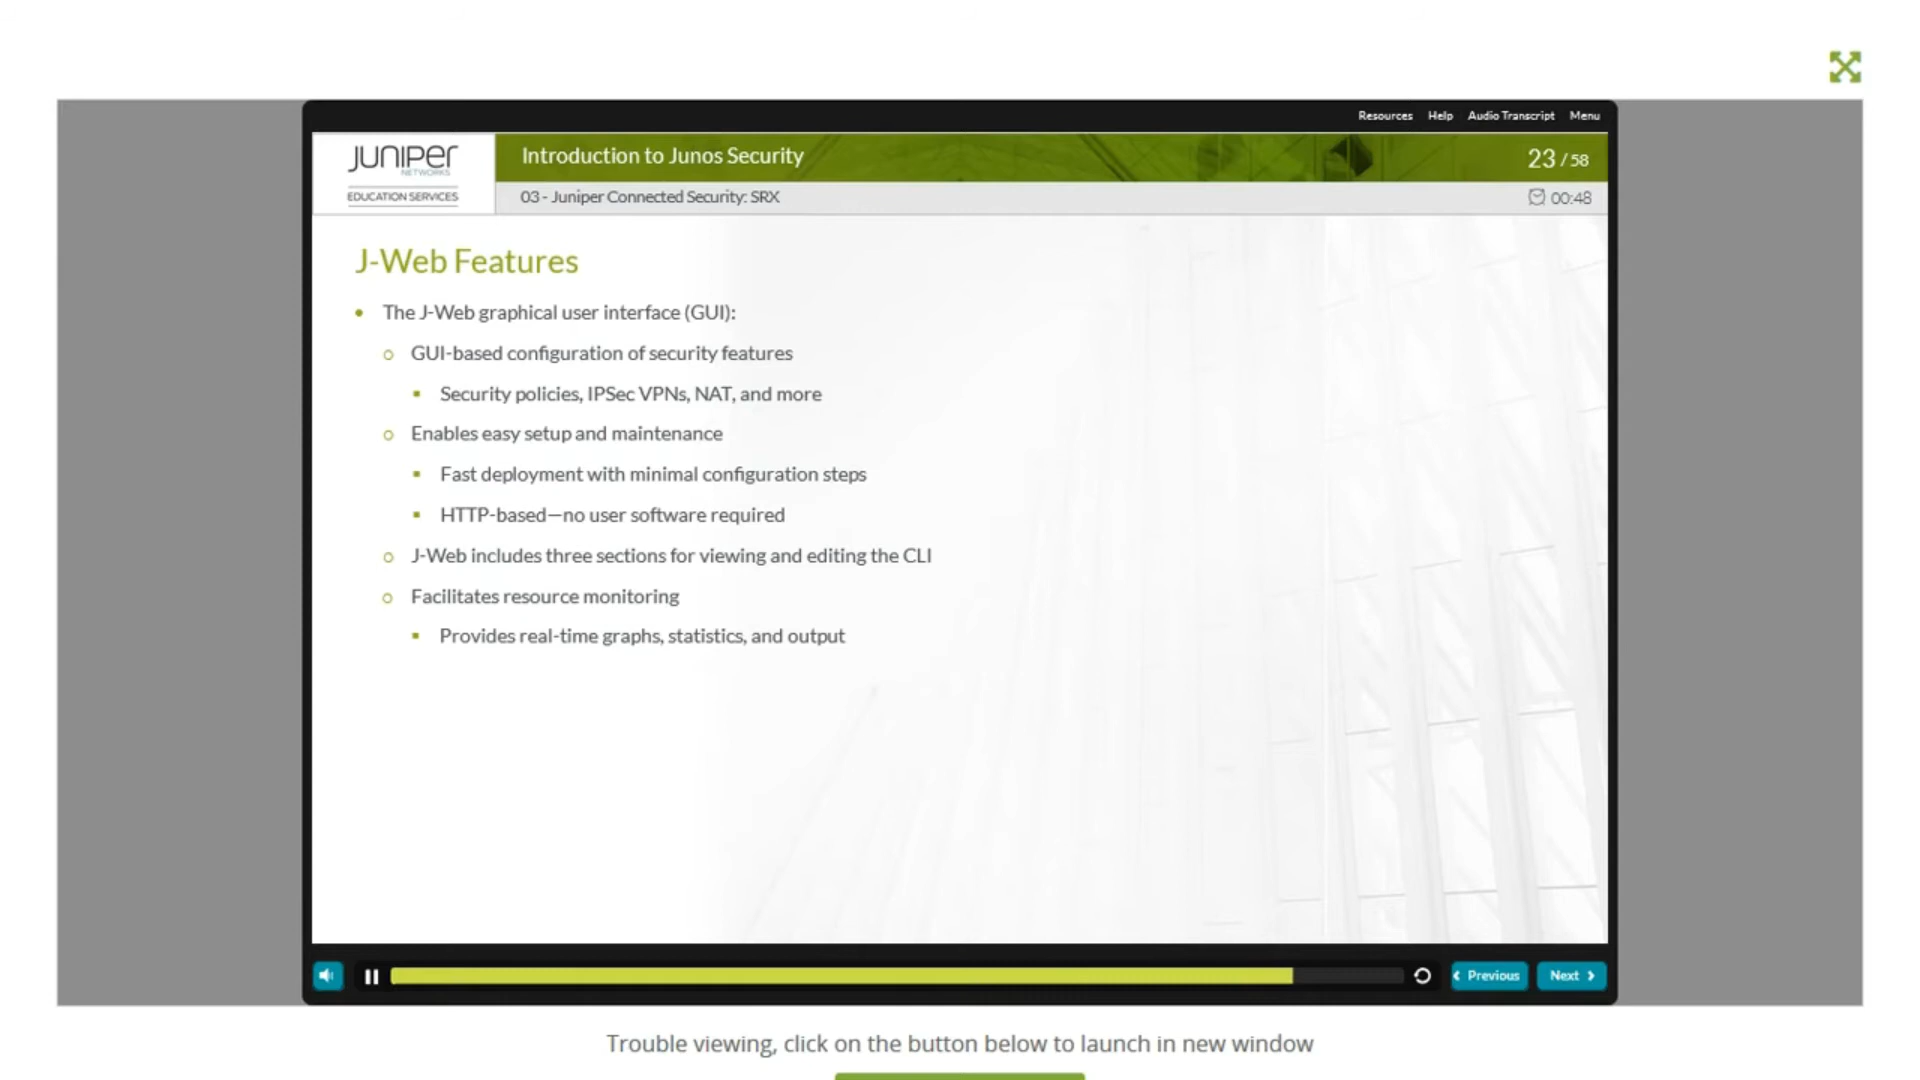 Resources Help Audio Transcript Menu
JUNIPER
NETWORKS
EDUCATION SERVICES
Introduction to Junos Security
23 / 58
03 - Juniper Connected Security: SRX
00:48
J-Web Features
• The J-Web graphical user interface (GUI):
o GUI-based configuration of security features
▪ Security policies, IPSec VPNs, NAT, and more
o Enables easy setup and maintenance
▪ Fast deployment with minimal configuration steps
▪ HTTP-based—no user software required
o J-Web includes three sections for viewing and editing the CLI
o Facilitates resource monitoring
▪ Provides real-time graphs, statistics, and output
Previous Next
Trouble viewing, click on the button below to launch in new window